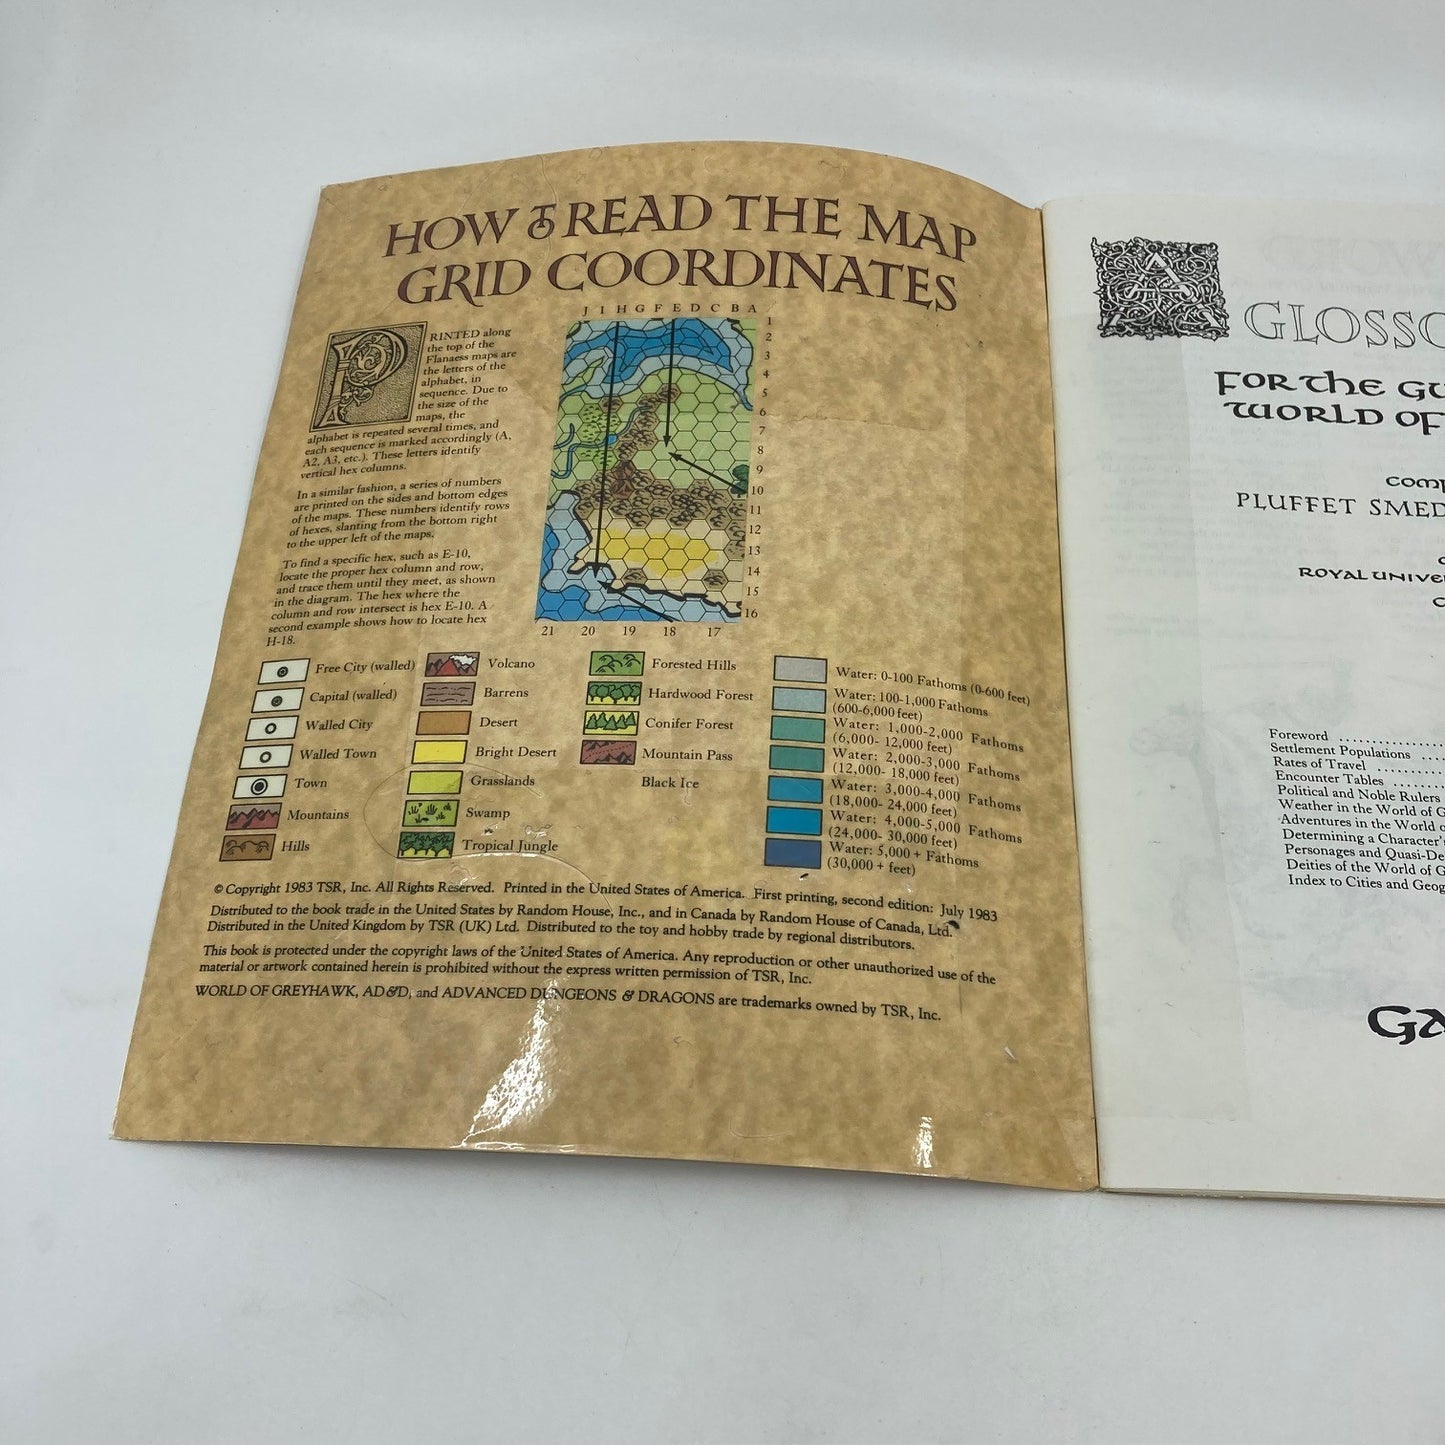 HOW TO READ THE MAP
GRID COORDINATES
PRINTED along
the top of the
Flanaess maps are
the letters of the
alphabet, in
sequence. Due to
the size of the
maps, the
alphabet is repeated several times, and
each sequence is marked accordingly (A,
A2, A3, etc.). These letters identify
vertical hex columns.
In a similar fashion, a series of numbers
are printed on the sides and bottom edges
of the maps. These numbers identify rows
of hexes, slanting from the bottom right
to the upper left of the maps.
To find a specific hex, such as E-10,
locate the proper hex column and row,
and trace them until they meet, as shown
in the diagram. The hex where the
column and row intersect is hex E-10. A
second example shows how to locate hex
H-18.
J I H G F E D C B A
1
2
3
4
5
6
7
8
9
10
11
12
13
14
15
16
21 20 19 18 17
Free City (walled)
Capital (walled)
Walled City
Walled Town
Town
Mountains
Hills
Volcano
Barrens
Desert
Bright Desert
Grasslands
Swamp
Tropical Jungle
Forested Hills
Hardwood Forest
Conifer Forest
Mountain Pass
Black Ice
Water: 0-100 Fathoms (0-600 feet)
Water: 100-1,000 Fathoms
(600-6,000 feet)
Water: 1,000-2,000 Fathoms
(6,000- 12,000 feet)
Water: 2,000-3,000 Fathoms
(12,000- 18,000 feet)
Water: 3,000-4,000 Fathoms
(18,000- 24,000 feet)
Water: 4,000-5,000 Fathoms
(24,000- 30,000 feet)
Water: 5,000 + Fathoms
(30,000 + feet)
© Copyright 1983 TSR, Inc. All Rights Reserved. Printed in the United States of America. First printing, second edition: July 1983
Distributed to the book trade in the United States by Random House, Inc., and in Canada by Random House of Canada, Ltd.
Distributed in the United Kingdom by TSR (UK) Ltd. Distributed to the toy and hobby trade by regional distributors.
This book is protected under the copyright laws of the United States of America. Any reproduction or other unauthorized use of the
material or artwork contained herein is prohibited without the express written permission of TSR, Inc.
WORLD OF GREYHAWK, AD&D, and ADVANCED DUNGEONS & DRAGONS are trademarks owned by TSR, Inc.
A
GLOSSO
FOR THE GU
WORLD OF
COMP
PLUFFET SMED
ROYAL UNIVER
Foreword
Settlement Populations
Rates of Travel
Encounter Tables
Political and Noble Rulers
Weather in the World of G
Adventures in the World o
Determining a Character's
Personages and Quasi-De
Deities of the World of G
Index to Cities and Geog
GA